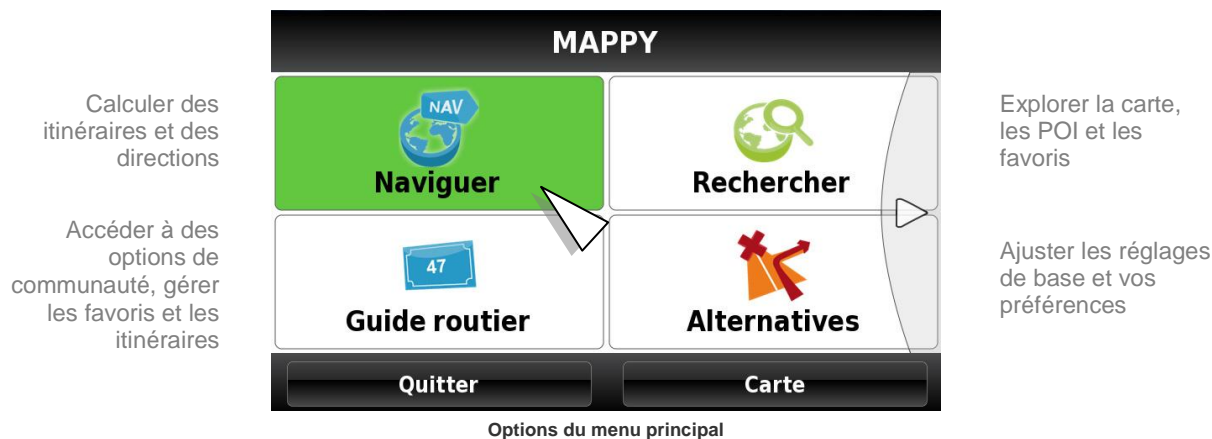 MAPPY
Calculer des
itinéraires et des
directions
NAV
Naviguer
Rechercher
Explorer la carte,
les POI et les
favoris
Accéder à des
options de
communauté, gérer
les favoris et les
itinéraires
47
Guide routier
Alternatives
Ajuster les réglages
de base et vos
préférences
Quitter
Carte
Options du menu principal